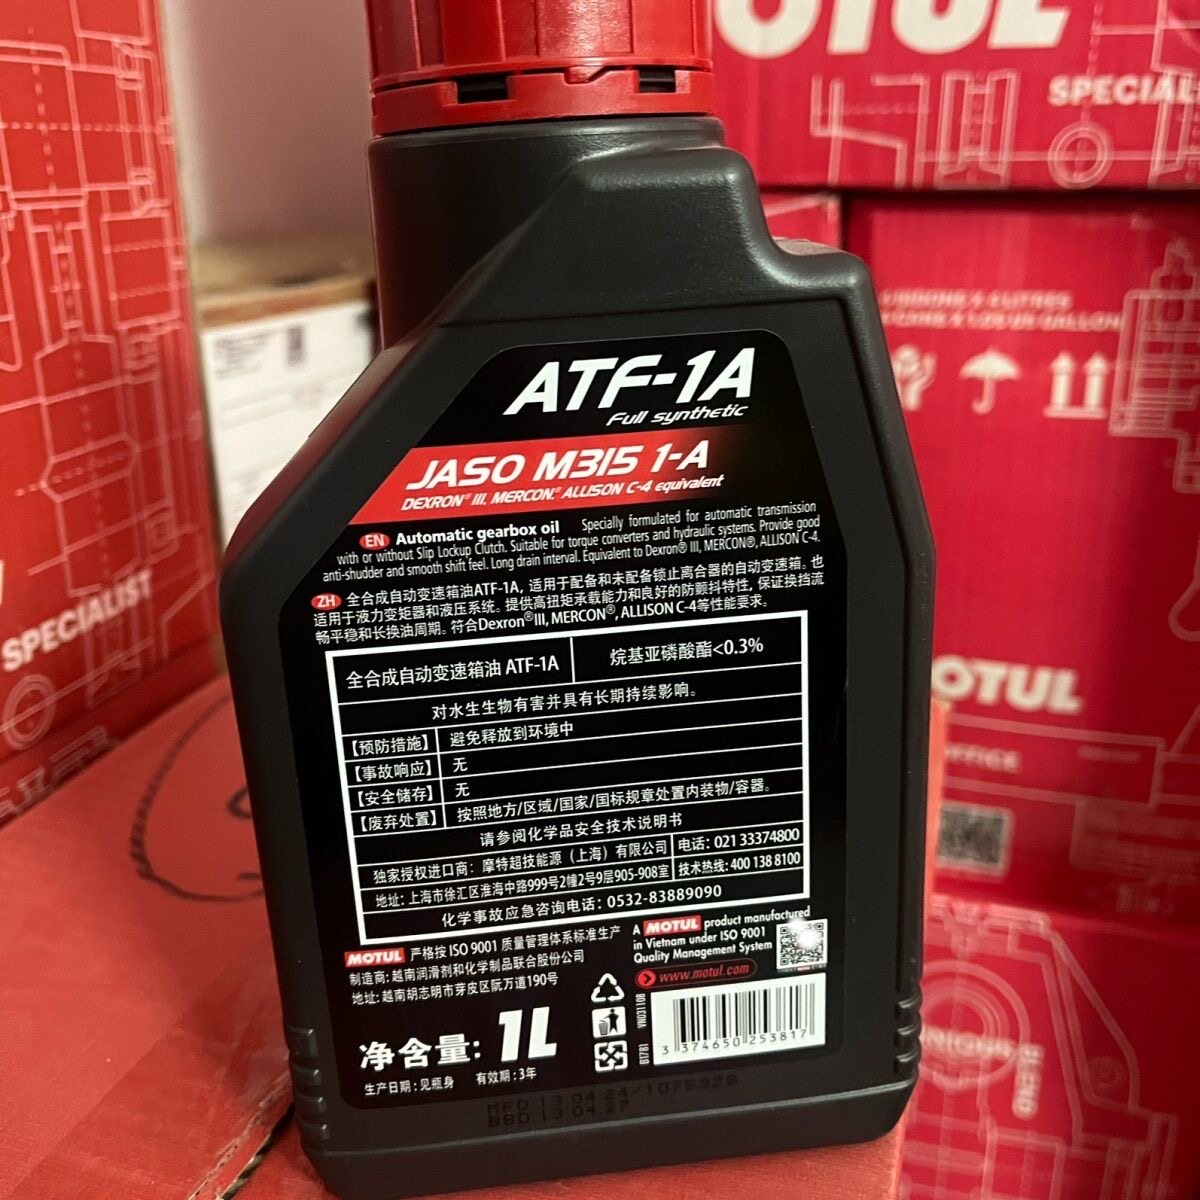 OTUL
SPECIAL
SPECIALIST
ATF-1A
Full synthetic
JASO M315 1-A
DEXRON® III, MERCON®, ALLISON C-4 equivalent
EN Automatic gearbox oil Specially formulated for automatic transmission
with or without Slip Lockup Clutch. Suitable for torque converters and hydraulic systems. Provide good
anti-shudder and smooth shift feel. Long drain interval. Equivalent to Dexron® III, MERCON®, ALLISON C-4.
ZH 全合成自动变速箱油ATF-1A，适用于配备和未配备锁止离合器的自动变速箱。也
适用于液力变矩器和液压系统。提供高扭矩承载能力和良好的防颤抖特性，保证换挡流
畅平稳和长换油周期。符合Dexron®III, MERCON®, ALLISON C-4等性能要求。
全合成自动变速箱油 ATF-1A 烷基亚磷酸酯<0.3%
对水生生物有害并具有长期持续影响。
【预防措施】 避免释放到环境中
【事故响应】 无
【安全储存】 无
【废弃处置】 按照地方/区域/国家/国标规章处置内装物/容器。
请参阅化学品安全技术说明书
独家授权进口商：摩特超技能源（上海）有限公司 电话: 021 33374800
地址: 上海市徐汇区淮海中路999号2幢2号9层905-908室 技术热线: 400 138 8100
化学事故应急咨询电话: 0532-83889090
MOTUL 严格按 ISO 9001 质量管理体系标准生产
制造商: 越南润滑剂和化学制品联合股份公司
地址: 越南胡志明市芽皮区阮万道190号
A MOTUL product manufactured
in Vietnam under ISO 9001
Quality Management System
www.motul.com
净含量: 1L
生产日期: 见瓶身 有效期: 3年
B1781 VN031108
3 374650 253817
MFD 13 04 24/1075328
BBD 13 04 27
OTUL
OFFICE